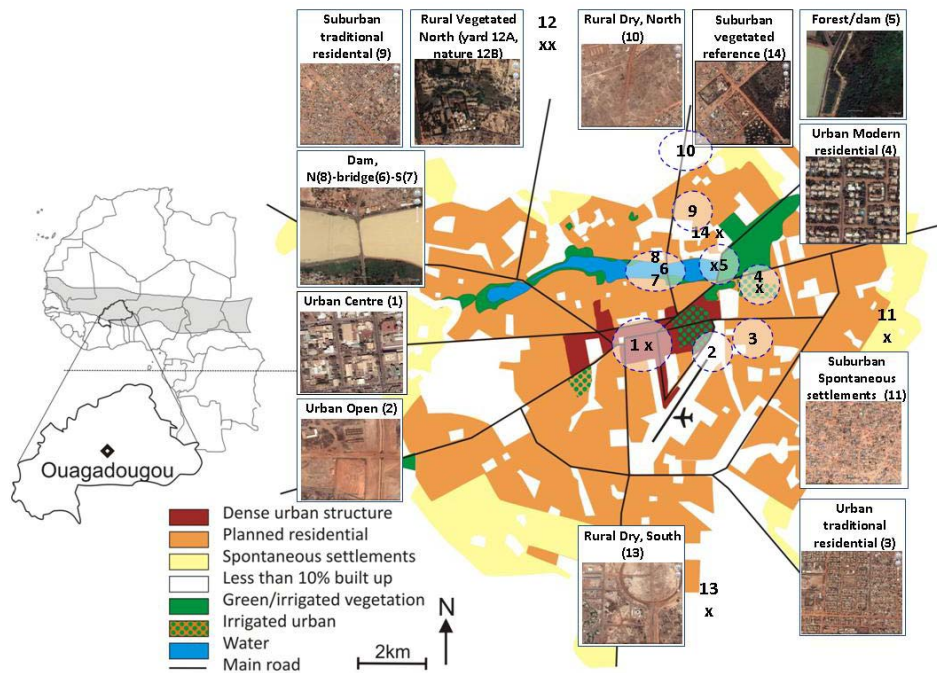 Suburban
traditional
residental
(9)
Rural Vegetated
North (yard 12A,
nature 12B)
12
xx
Rural Dry, North
(10)
Suburban
vegetated
reference (14)
Forest/dam (5)
Urban Modern
residential (4)
Dam,
N(8)-bridge(6)-S(7)
10
9
14 x
8
6
7
x5
4
x
Urban Centre (1)
1 x
2
3
11
x
Urban Open (2)
Suburban
Spontaneous
settlements (11)
Ouagadougou
Dense urban structure
Planned residential
Spontaneous settlements
Less than 10% built up
Green/irrigated vegetation
Irrigated urban
Water
Main road
N
2km
Rural Dry, South
(13)
13
x
Urban
traditional
residential (3)